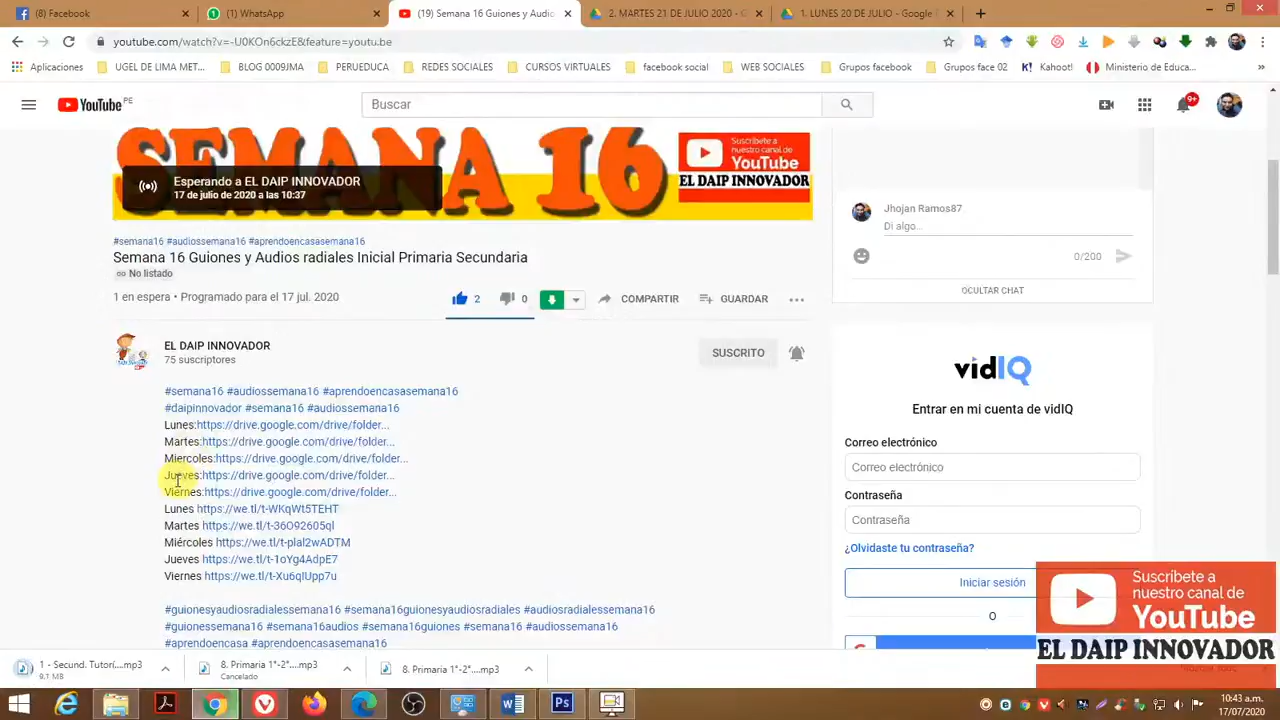 (8) Facebook
(1) WhatsApp
(19) Semana 16 Guiones y Audio
2. MARTES 21 DE JULIO 2020 - G
1. LUNES 20 DE JULIO - Google
youtube.com/watch?v=-U0KOn6ckzE&feature=youtu.be
Aplicaciones
UGEL DE LIMA MET...
BLOG 0009JMA
PERUEDUCA
REDES SOCIALES
CURSOS VIRTUALES
facebook social
WEB SOCIALES
Grupos facebook
Grupos face 02
Kahoot!
Ministerio de Educa...
YouTube PE
Buscar
9+
SEMANA 16
Suscribete a
nuestro canal de
YouTube
EL DAIP INNOVADOR
Esperando a EL DAIP INNOVADOR
17 de julio de 2020 a las 10:37
Jhojan Ramos87
Di algo...
0/200
OCULTAR CHAT
#semana16 #audiossemana16 #aprendoencasasemana16
Semana 16 Guiones y Audios radiales Inicial Primaria Secundaria
No listado
1 en espera • Programado para el 17 jul. 2020
2
0
COMPARTIR
GUARDAR
EL DAIP INNOVADOR
75 suscriptores
SUSCRITO
#semana16 #audiossemana16 #aprendoencasasemana16
#daipinnovador #semana16 #audiossemana16
Lunes:https://drive.google.com/drive/folder...
Martes:https://drive.google.com/drive/folder...
Miercoles:https://drive.google.com/drive/folder...
Jueves:https://drive.google.com/drive/folder...
Viernes:https://drive.google.com/drive/folder...
Lunes https://we.tl/t-WKqWt5TEHT
Martes https://we.tl/t-36O92605ql
Miércoles https://we.tl/t-plal2wADTM
Jueves https://we.tl/t-1oYg4AdpE7
Viernes https://we.tl/t-Xu6qIUpp7u
#guionesyaudiosradialessemana16 #semana16guionesyaudiosradiales #audiosradialessemana16
#guionessemana16 #semana16audios #semana16guiones #semana16 #audiossemana16
#aprendoencasa #aprendoencasasemana16
vidIQ
Entrar en mi cuenta de vidIQ
Correo electrónico
Correo electrónico
Contraseña
Contraseña
¿Olvidaste tu contraseña?
Iniciar sesión
O
Suscribete a
nuestro canal de
YouTube
EL DAIP INNOVADOR
1 - Secund. Tutorí....mp3
9.1 MB
8. Primaria 1°-2°....mp3
Cancelado
8. Primaria 1°-2°....mp3
10:43 a.m.
17/07/2020